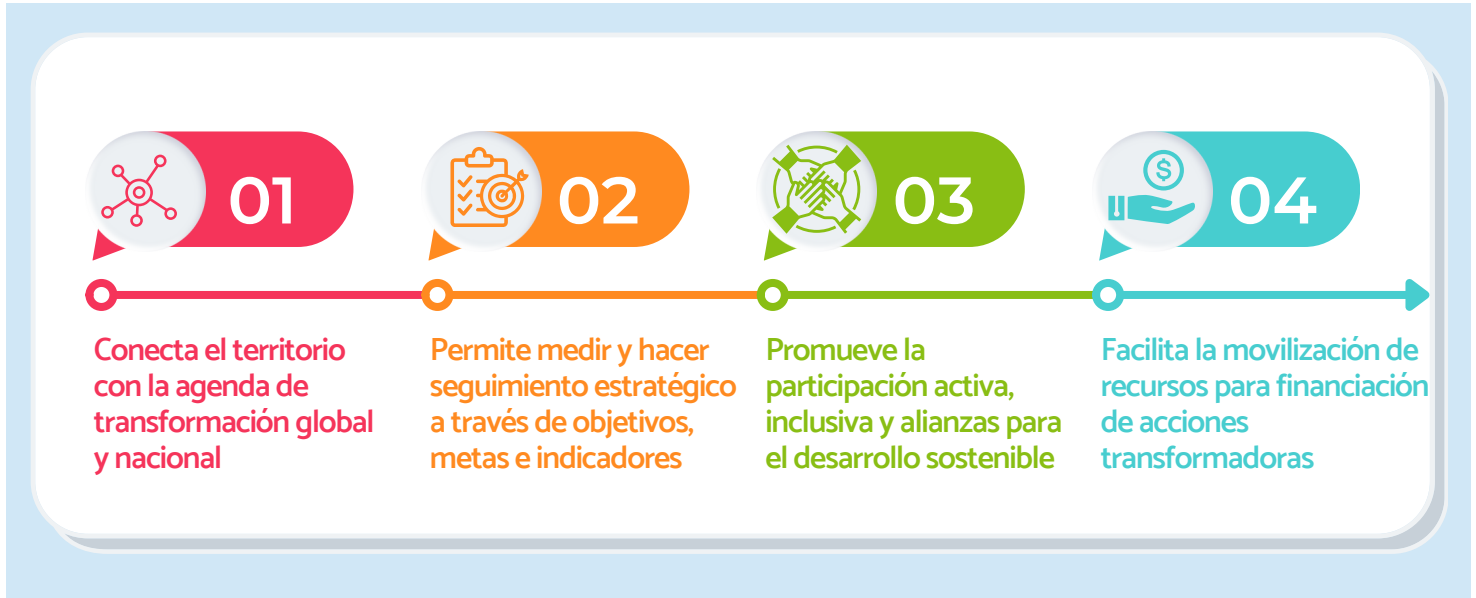 01
Conecta el territorio
con la agenda de
transformación global
y nacional
02
Permite medir y hacer
seguimiento estratégico
a través de objetivos,
metas e indicadores
03
Promueve la
participación activa,
inclusiva y alianzas para
el desarrollo sostenible
04
$
Facilita la movilización de
recursos para financiación
de acciones
transformadoras